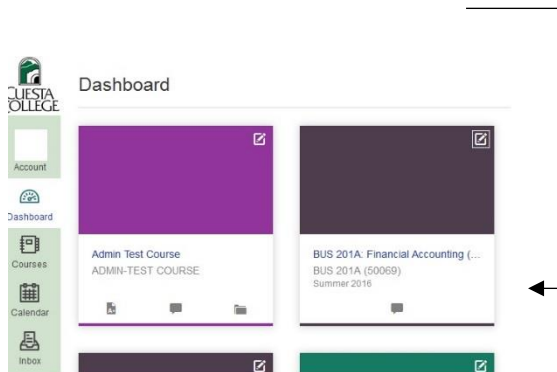 CUESTA
COLLEGE
Dashboard
Account
Dashboard
Courses
Calendar
Inbox
Admin Test Course
ADMIN-TEST COURSE
BUS 201A: Financial Accounting (...
BUS 201A (50069)
Summer 2016